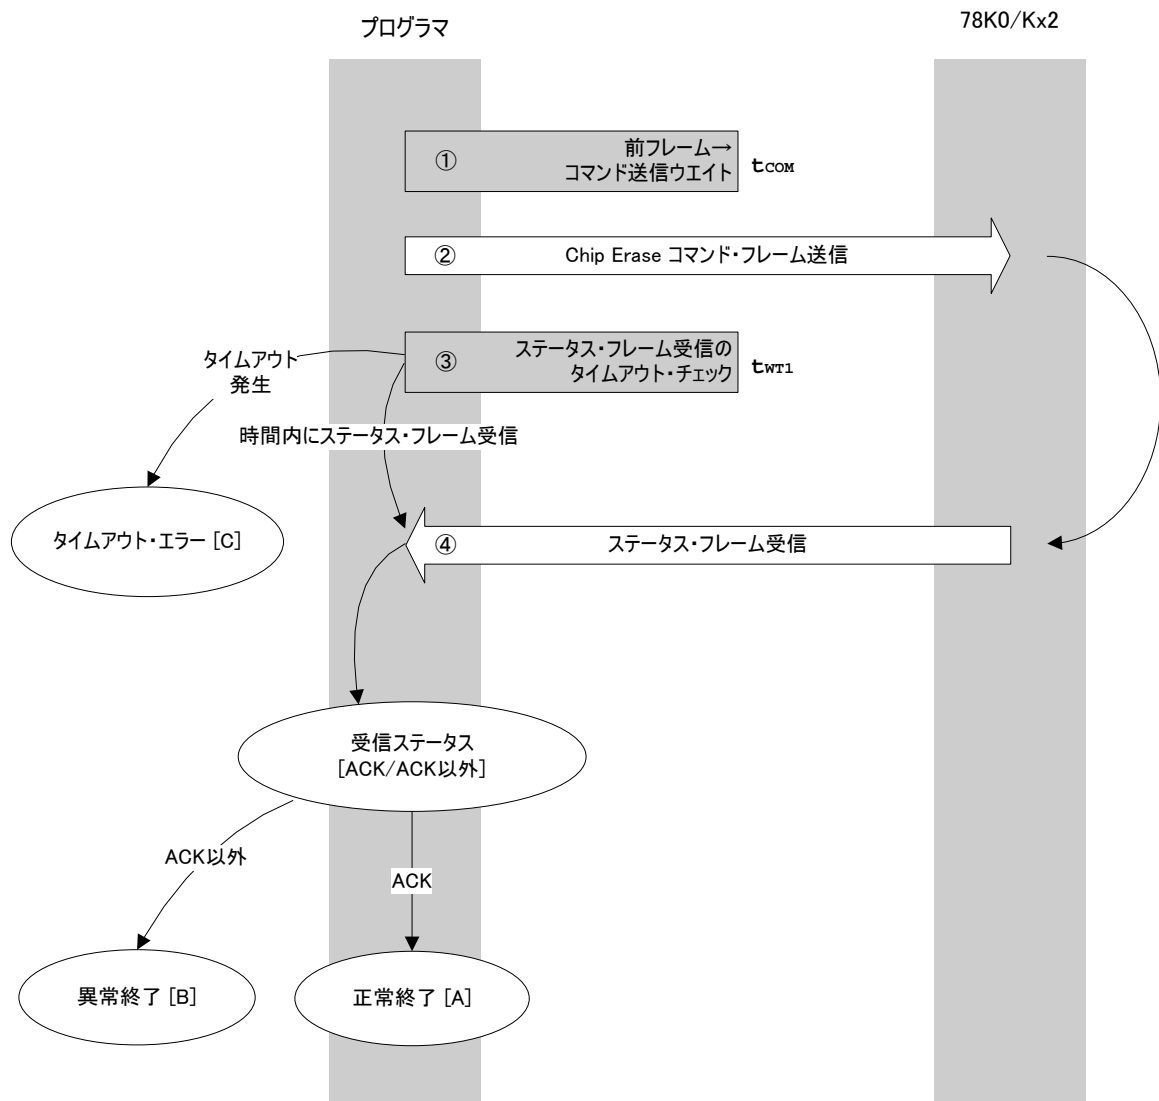 プログラマ
78K0/Kx2
① 前フレーム→
コマンド送信ウエイト
tCOM
② Chip Erase コマンド・フレーム送信
③ ステータス・フレーム受信の
タイムアウト・チェック
tWT1
タイムアウト
発生
時間内にステータス・フレーム受信
タイムアウト・エラー [C]
④ ステータス・フレーム受信
受信ステータス
[ACK/ACK以外]
ACK以外
ACK
異常終了 [B]
正常終了 [A]